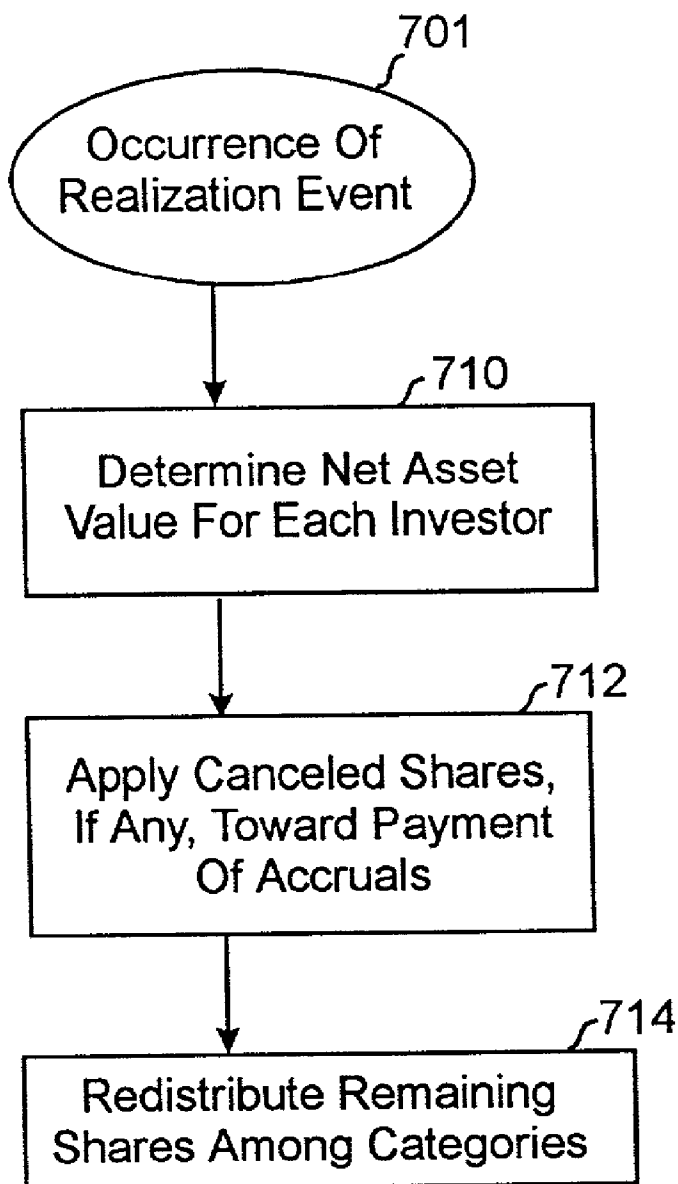 701
Occurrence Of
Realization Event
710
Determine Net Asset
Value For Each Investor
712
Apply Canceled Shares,
If Any, Toward Payment
Of Accruals
714
Redistribute Remaining
Shares Among Categories